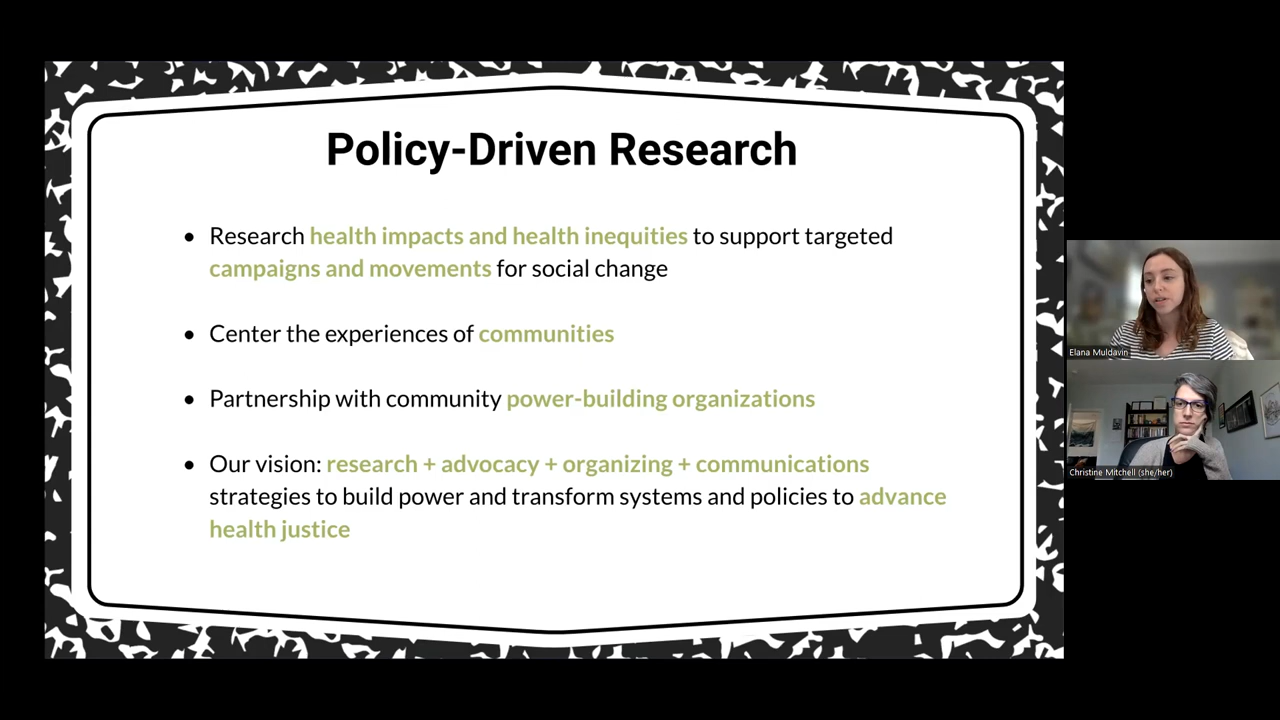 Policy-Driven Research
• Research health impacts and health inequities to support targeted
campaigns and movements for social change
• Center the experiences of communities
• Partnership with community power-building organizations
• Our vision: research + advocacy + organizing + communications
strategies to build power and transform systems and policies to advance
health justice
Elana Muldavin
Christine Mitchell (she/her)